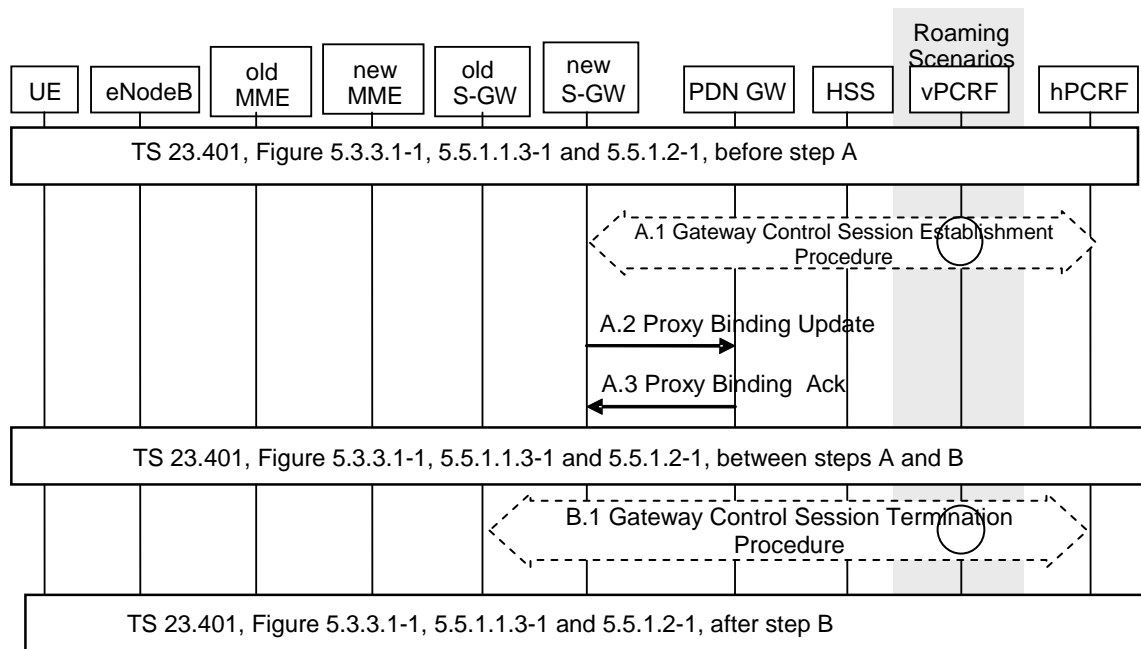 Roaming
Scenarios
UE
eNodeB
old
MME
new
MME
old
S-GW
new
S-GW
PDN GW
HSS
vPCRF
hPCRF
TS 23.401, Figure 5.3.3.1-1, 5.5.1.1.3-1 and 5.5.1.2-1, before step A
A.1 Gateway Control Session Establishment
Procedure
A.2 Proxy Binding Update
A.3 Proxy Binding Ack
TS 23.401, Figure 5.3.3.1-1, 5.5.1.1.3-1 and 5.5.1.2-1, between steps A and B
B.1 Gateway Control Session Termination
Procedure
TS 23.401, Figure 5.3.3.1-1, 5.5.1.1.3-1 and 5.5.1.2-1, after step B